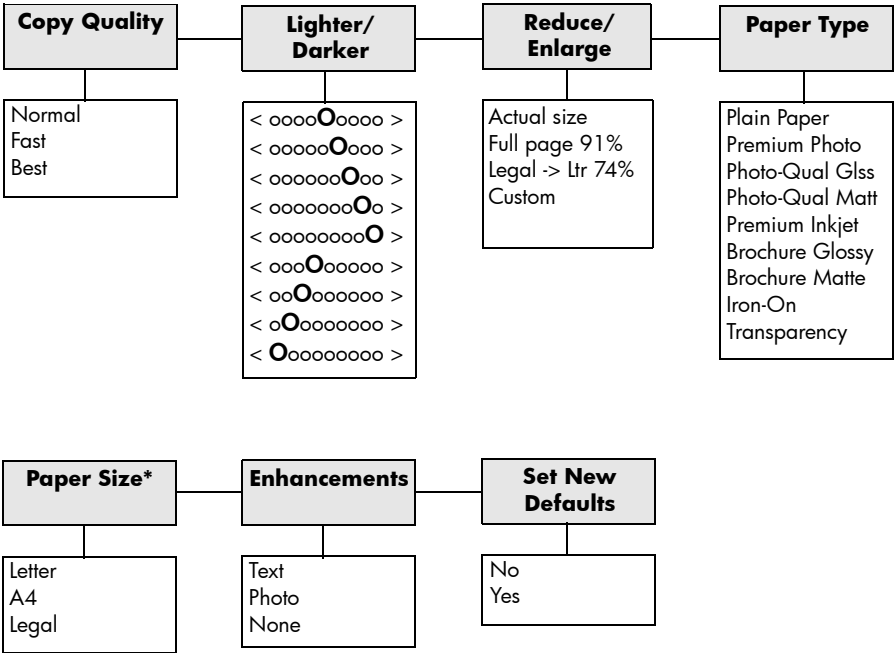 Copy Quality
Normal
Fast
Best
Lighter/
Darker
< ooooOoooo >
< oooooOooo >
< ooooooOoo >
< oooooooOo >
< ooooooooO >
< oooOooooo >
< ooOoooooo >
< oOooooooo >
< Ooooooooo >
Reduce/
Enlarge
Actual size
Full page 91%
Legal -> Ltr 74%
Custom
Paper Type
Plain Paper
Premium Photo
Photo-Qual Glss
Photo-Qual Matt
Premium Inkjet
Brochure Glossy
Brochure Matte
Iron-On
Transparency
Paper Size*
Letter
A4
Legal
Enhancements
Text
Photo
None
Set New
Defaults
No
Yes